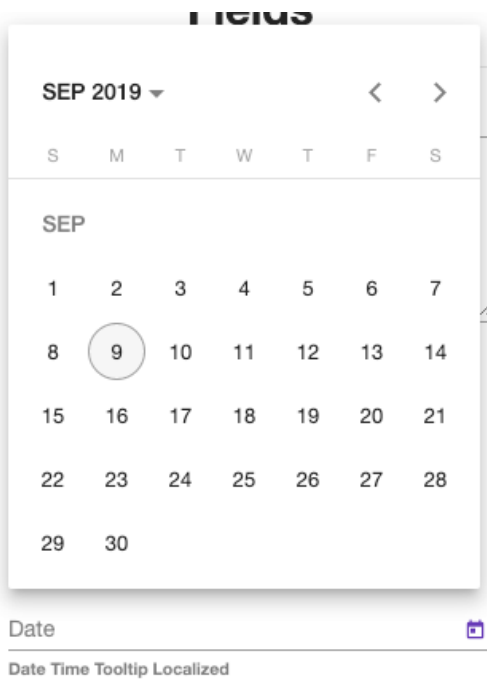 Fields
SEP 2019
S M T W T F S
SEP
1 2 3 4 5 6 7
8 9 10 11 12 13 14
15 16 17 18 19 20 21
22 23 24 25 26 27 28
29 30
Date
Date Time Tooltip Localized